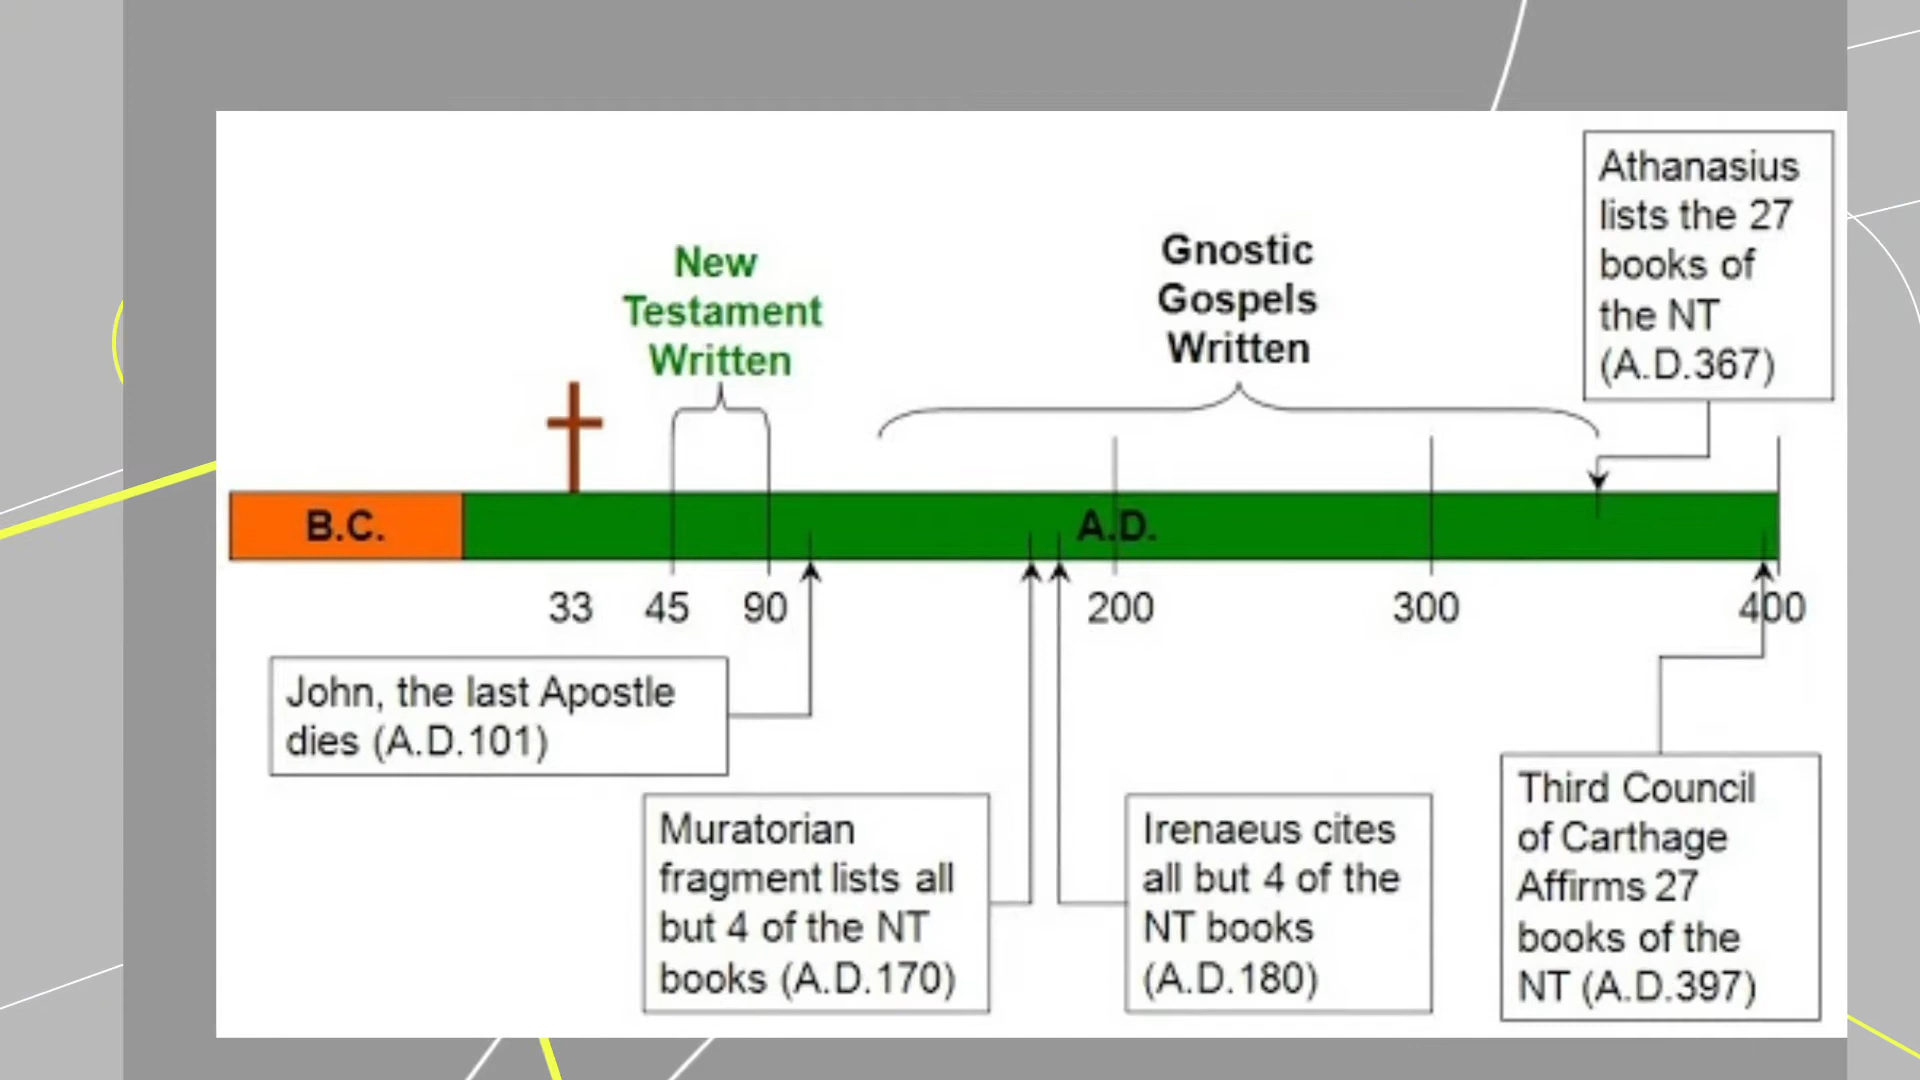 New
Testament
Written
Gnostic
Gospels
Written
Athanasius
lists the 27
books of
the NT
(A.D.367)
B.C.
A.D.
33
45
90
200
300
400
John, the last Apostle
dies (A.D.101)
Muratorian
fragment lists all
but 4 of the NT
books (A.D.170)
Irenaeus cites
all but 4 of the
NT books
(A.D.180)
Third Council
of Carthage
Affirms 27
books of the
NT (A.D.397)